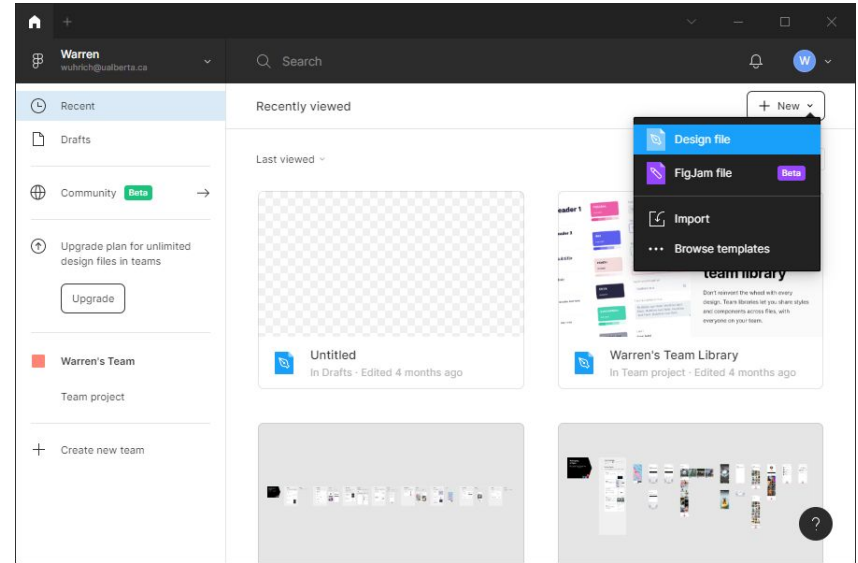 Warren
wuhrich@ualberta.ca
Search
W
Recent
Drafts
Community Beta
Upgrade plan for unlimited
design files in teams
Upgrade
Warren's Team
Team project
Create new team
Recently viewed
New
Last viewed
Design file
FigJam file Beta
Import
Browse templates
eader 1
team library
Don't reinvent the wheel with every
design. Team libraries let you share styles
and components across files, with
everyone on your team.
Untitled
In Drafts · Edited 4 months ago
Warren's Team Library
In Team project · Edited 4 months ago
?